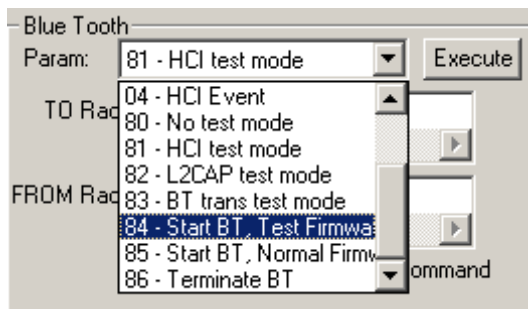 Blue Tooth
Param: 81 - HCI test mode Execute
04 - HCI Event
TO Rad
80 - No test mode
81 - HCI test mode
82 - L2CAP test mode
FROM Rad
83 - BT trans test mode
84 - Start BT, Test Firmwa
85 - Start BT, Normal Firmw
86 - Terminate BT
ommand